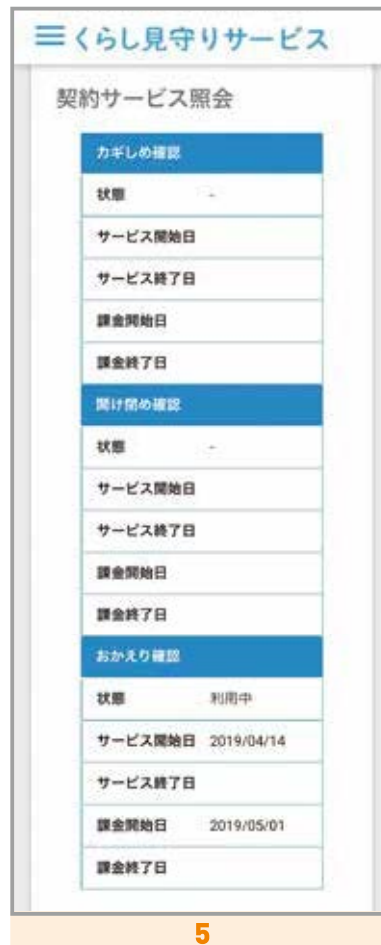 くらし見守りサービス
契約サービス照会
カギしめ確認
状態 -
サービス開始日
サービス終了日
課金開始日
課金終了日
開け閉め確認
状態 -
サービス開始日
サービス終了日
課金開始日
課金終了日
おかえり確認
状態 利用中
サービス開始日 2019/04/14
サービス終了日
課金開始日 2019/05/01
課金終了日
5